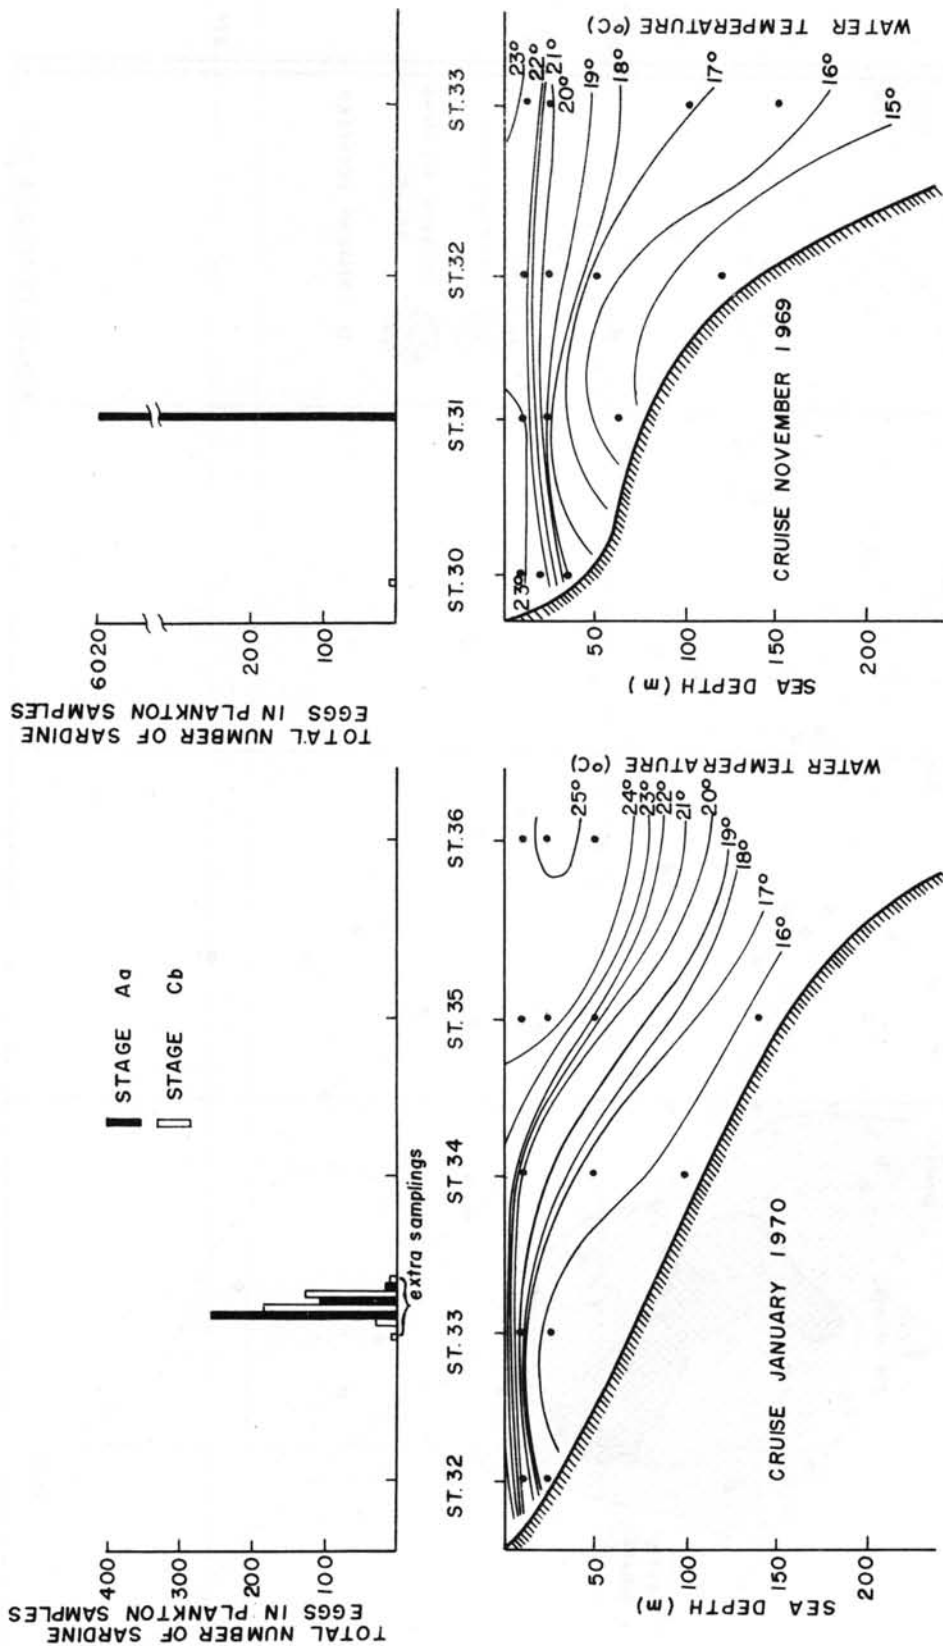 TOTAL NUMBER OF SARDINE
EGGS IN PLANKTON SAMPLES
400
300
200
100
STAGE Aa
STAGE Cb
extra samplings
ST.32
ST.33
ST 34
ST.35
ST.36
SEA DEPTH (m)
50
100
150
200
WATER TEMPERATURE (°C)
25°
24°
23°
22°
21°
20°
19°
18°
17°
16°
CRUISE JANUARY 1970
TOTAL NUMBER OF SARDINE
EGGS IN PLANKTON SAMPLES
6020
200
100
ST.30
ST.31
ST.32
ST.33
SEA DEPTH (m)
50
100
150
200
WATER TEMPERATURE (°C)
23°
23°
22°
21°
20°
19°
18°
17°
16°
15°
CRUISE NOVEMBER 1969